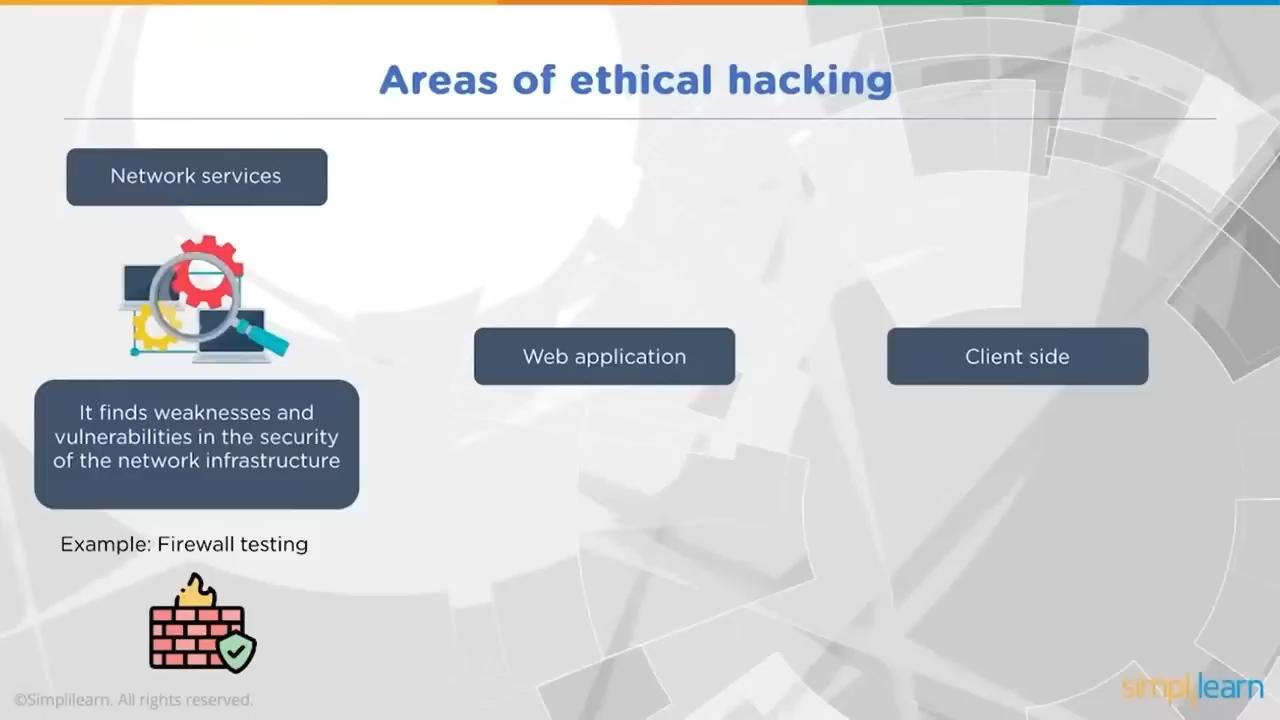 Areas of ethical hacking
Network services
It finds weaknesses and
vulnerabilities in the security
of the network infrastructure
Example: Firewall testing
Web application
Client side
©Simplilearn. All rights reserved.
simplilearn